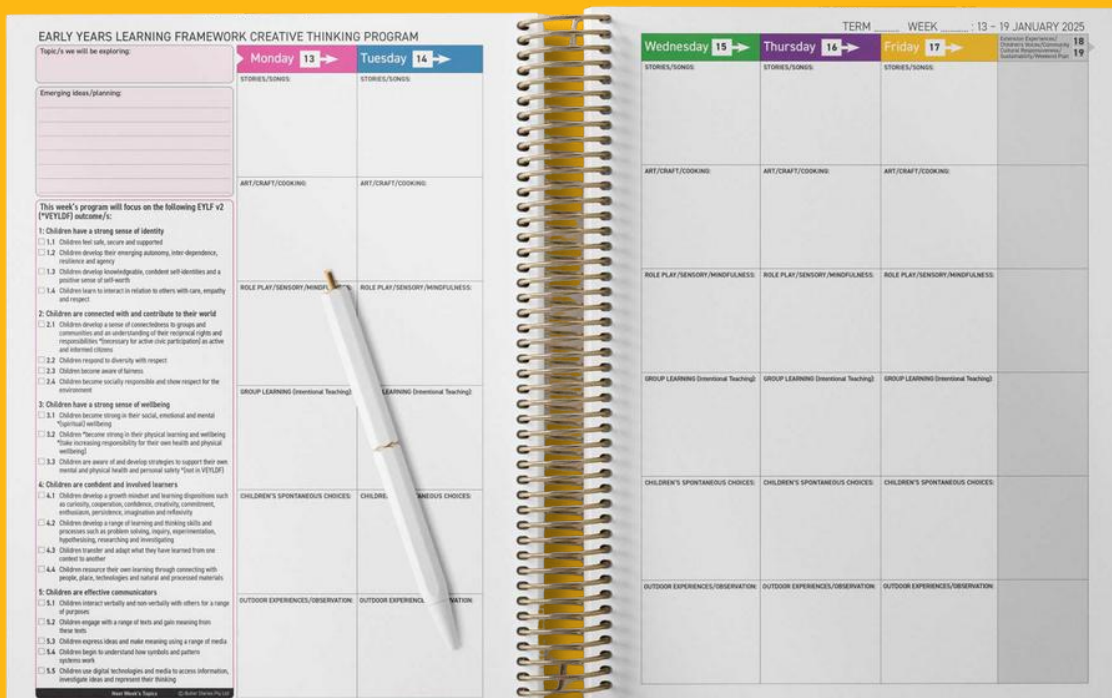 EARLY YEARS LEARNING FRAMEWORK CREATIVE THINKING PROGRAM
Topic/s we will be exploring:
Emerging ideas/planning:
This week's program will focus on the following EYLF v2
(*VEYLDF) outcome/s:
1: Children have a strong sense of identity
1.1 Children feel safe, secure and supported
1.2 Children develop their emerging autonomy, inter-dependence,
resilience and agency
1.3 Children develop knowledgeable, confident self-identities and a
positive sense of self-worth
1.4 Children learn to interact in relation to others with care, empathy
and respect
2: Children are connected with and contribute to their world
2.1 Children develop a sense of connectedness to groups and
communities and an understanding of their reciprocal rights and
responsibilities *(necessary for active civic participation) as active
and informed citizens
2.2 Children respond to diversity with respect
2.3 Children become aware of fairness
2.4 Children become socially responsible and show respect for the
environment
3: Children have a strong sense of wellbeing
3.1 Children become strong in their social, emotional and mental
*(spiritual) wellbeing
3.2 Children *become strong in their physical learning and wellbeing
*(take increasing responsibility for their own health and physical
wellbeing)
3.3 Children are aware of and develop strategies to support their own
mental and physical health and personal safety *(not in VEYLDF)
4: Children are confident and involved learners
4.1 Children develop a growth mindset and learning dispositions such
as curiosity, cooperation, confidence, creativity, commitment,
enthusiasm, persistence, imagination and reflexivity
4.2 Children develop a range of learning and thinking skills and
processes such as problem solving, inquiry, experimentation,
hypothesising, researching and investigating
4.3 Children transfer and adapt what they have learned from one
context to another
4.4 Children resource their own learning through connecting with
people, place, technologies and natural and processed materials
5: Children are effective communicators
5.1 Children interact verbally and non-verbally with others for a range
of purposes
5.2 Children engage with a range of texts and gain meaning from
these texts
5.3 Children express ideas and make meaning using a range of media
5.4 Children begin to understand how symbols and pattern
systems work
5.5 Children use digital technologies and media to access information,
investigate ideas and represent their thinking
Next Week's Topics © Butler Diaries Pty Ltd
Monday 13 Tuesday 14
STORIES/SONGS: STORIES/SONGS:
ART/CRAFT/COOKING: ART/CRAFT/COOKING:
ROLE PLAY/SENSORY/ ROLE PLAY/SENSORY/MINDFULNESS:
GROUP LEARNING (Intentional Teaching): LEARNING (Intentional Teaching):
CHILDREN'S SPONTANEOUS CHOICES: CHOICES:
OUTDOOR EXPERIENCES/OBSERVATION: OUTDOOR
TERM WEEK : 13 – 19 JANUARY 2025
Wednesday 15 Thursday 16 Friday 17
Extension Experiences/
Children's Voices/Community
Cultural Responsiveness/
Sustainability/Weekend Plan
18
19
STORIES/SONGS: STORIES/SONGS: STORIES/SONGS:
ART/CRAFT/COOKING: ART/CRAFT/COOKING: ART/CRAFT/COOKING:
ROLE PLAY/SENSORY/MINDFULNESS: ROLE PLAY/SENSORY/MINDFULNESS: ROLE PLAY/SENSORY/MINDFULNESS:
GROUP LEARNING (Intentional Teaching): GROUP LEARNING (Intentional Teaching): GROUP LEARNING (Intentional Teaching):
CHILDREN'S SPONTANEOUS CHOICES: CHILDREN'S SPONTANEOUS CHOICES: CHILDREN'S SPONTANEOUS CHOICES:
OUTDOOR EXPERIENCES/OBSERVATION: OUTDOOR EXPERIENCES/OBSERVATION: OUTDOOR EXPERIENCES/OBSERVATION: